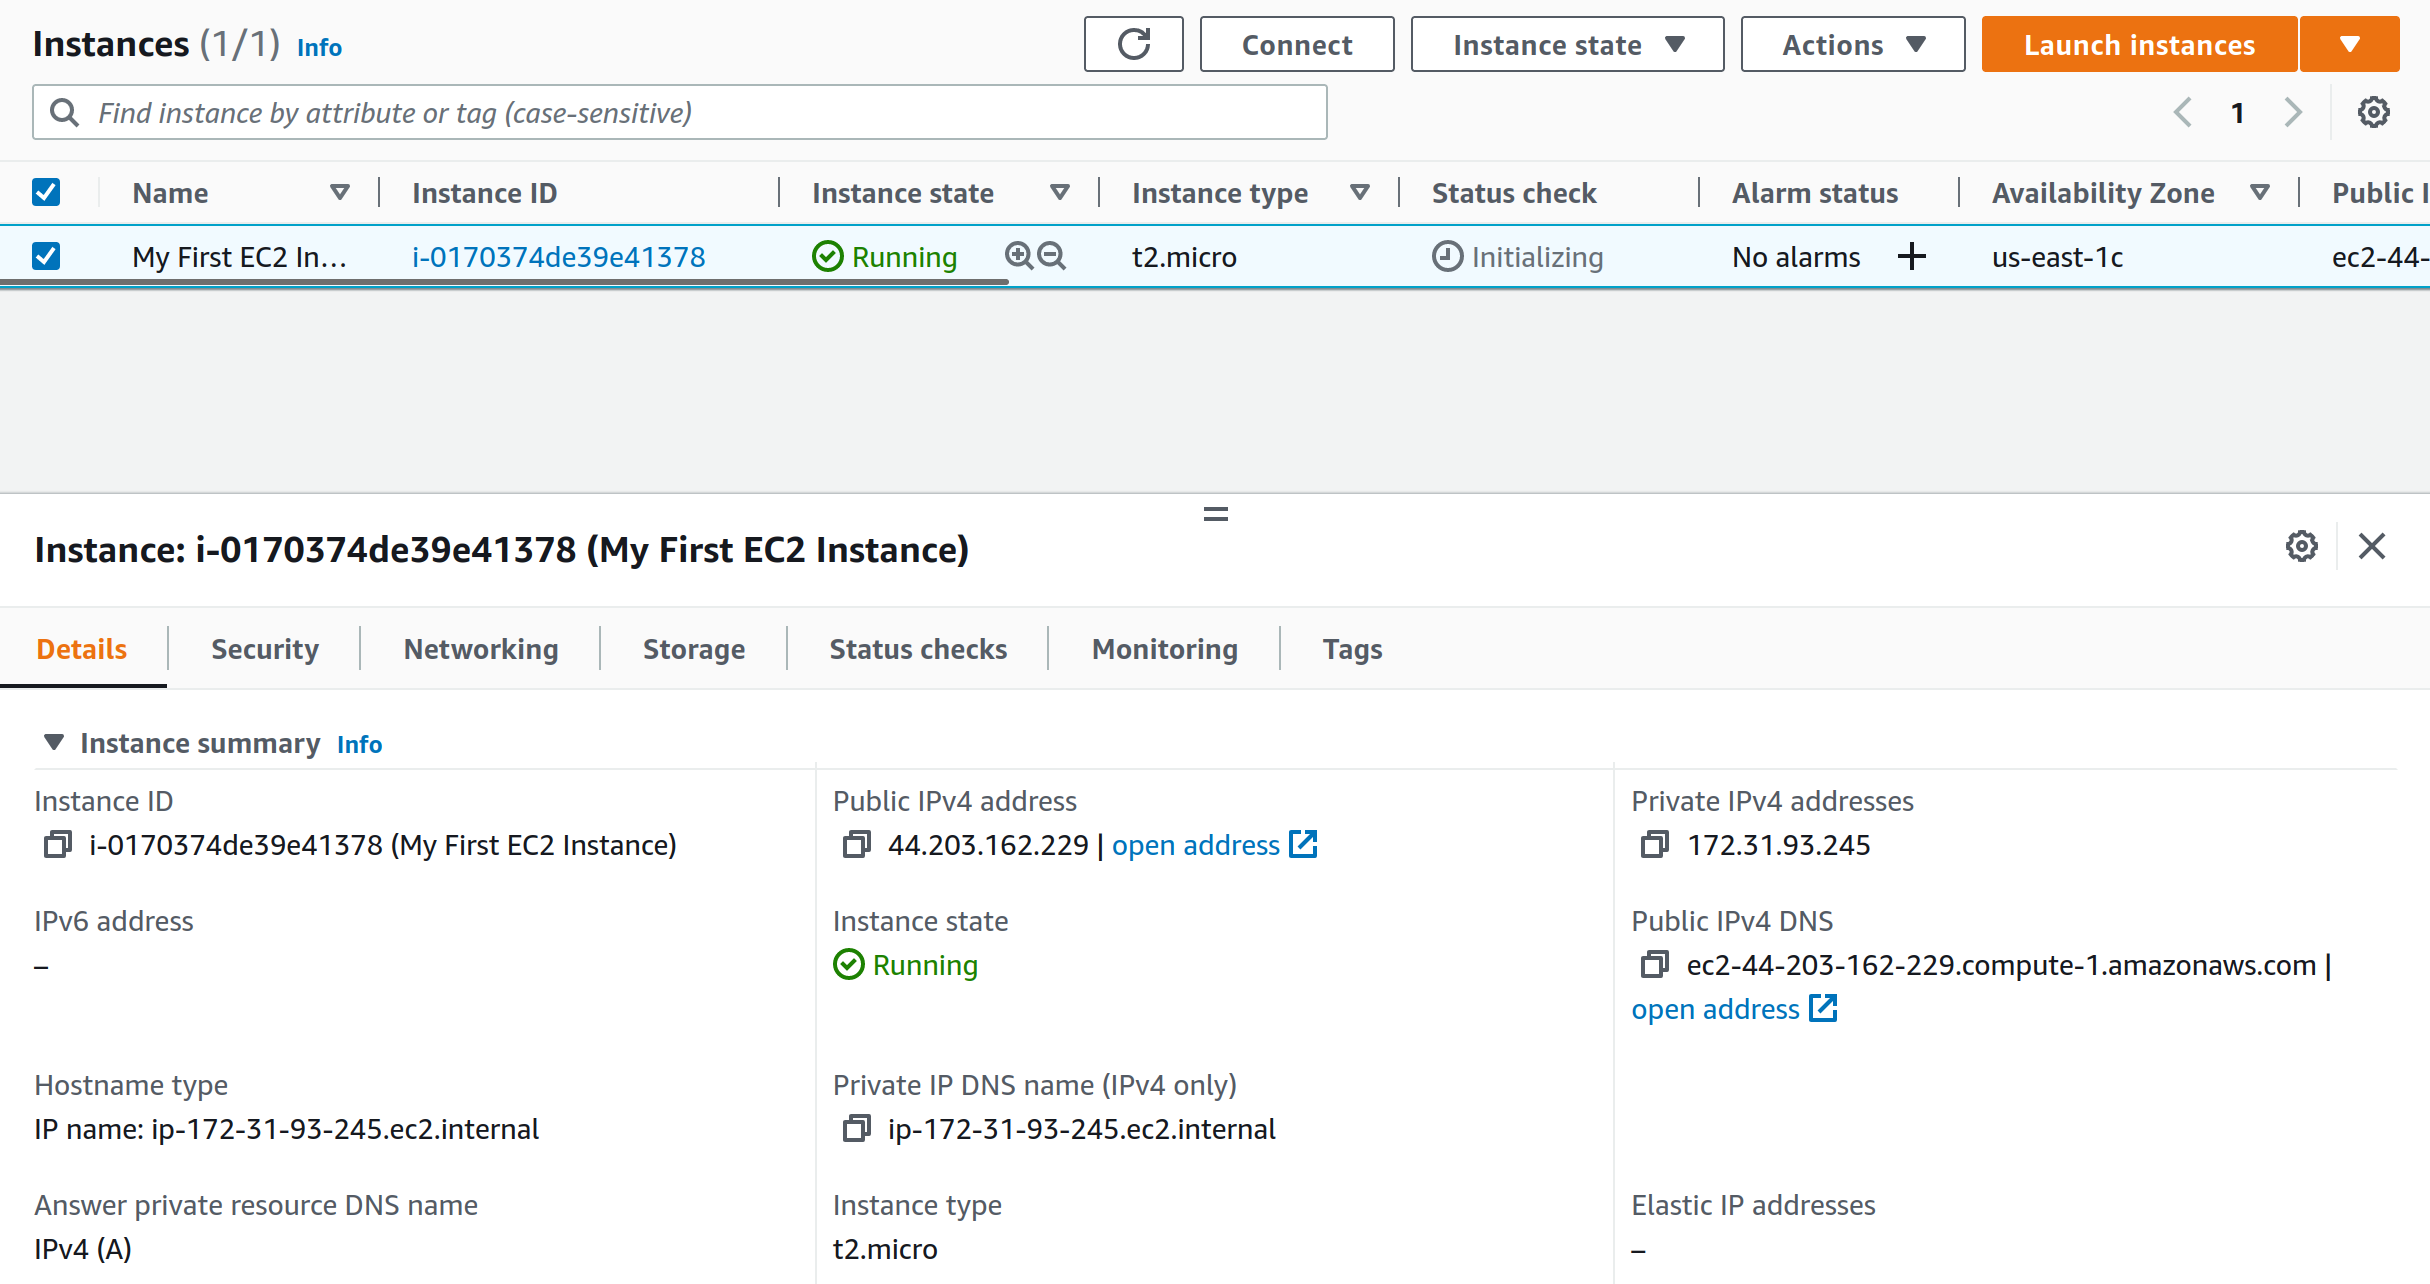 Instances (1/1) Info
Connect
Instance state
Actions
Launch instances
Find instance by attribute or tag (case-sensitive)
1
Name Instance ID Instance state Instance type Status check Alarm status Availability Zone Public I
My First EC2 In... i-0170374de39e41378 Running t2.micro Initializing No alarms us-east-1c ec2-44-
Instance: i-0170374de39e41378 (My First EC2 Instance)
Details Security Networking Storage Status checks Monitoring Tags
Instance summary Info
Instance ID
i-0170374de39e41378 (My First EC2 Instance)
Public IPv4 address
44.203.162.229 | open address
Private IPv4 addresses
172.31.93.245
IPv6 address
–
Instance state
Running
Public IPv4 DNS
ec2-44-203-162-229.compute-1.amazonaws.com |
open address
Hostname type
IP name: ip-172-31-93-245.ec2.internal
Private IP DNS name (IPv4 only)
ip-172-31-93-245.ec2.internal
Answer private resource DNS name
IPv4 (A)
Instance type
t2.micro
Elastic IP addresses
–